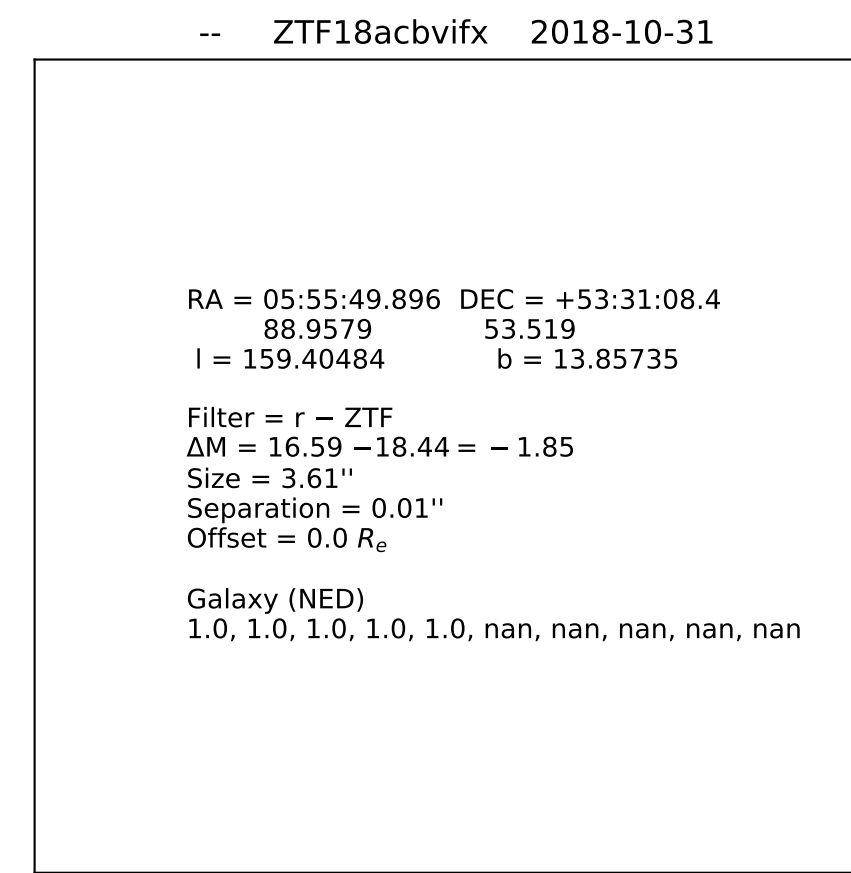 -- ZTF18acbvifx 2018-10-31
RA = 05:55:49.896 DEC = +53:31:08.4
88.9579 53.519
l = 159.40484 b = 13.85735
Filter = r − ZTF
ΔM = 16.59 −18.44 = − 1.85
Size = 3.61''
Separation = 0.01''
Offset = 0.0 Re
Galaxy (NED)
1.0, 1.0, 1.0, 1.0, 1.0, nan, nan, nan, nan, nan